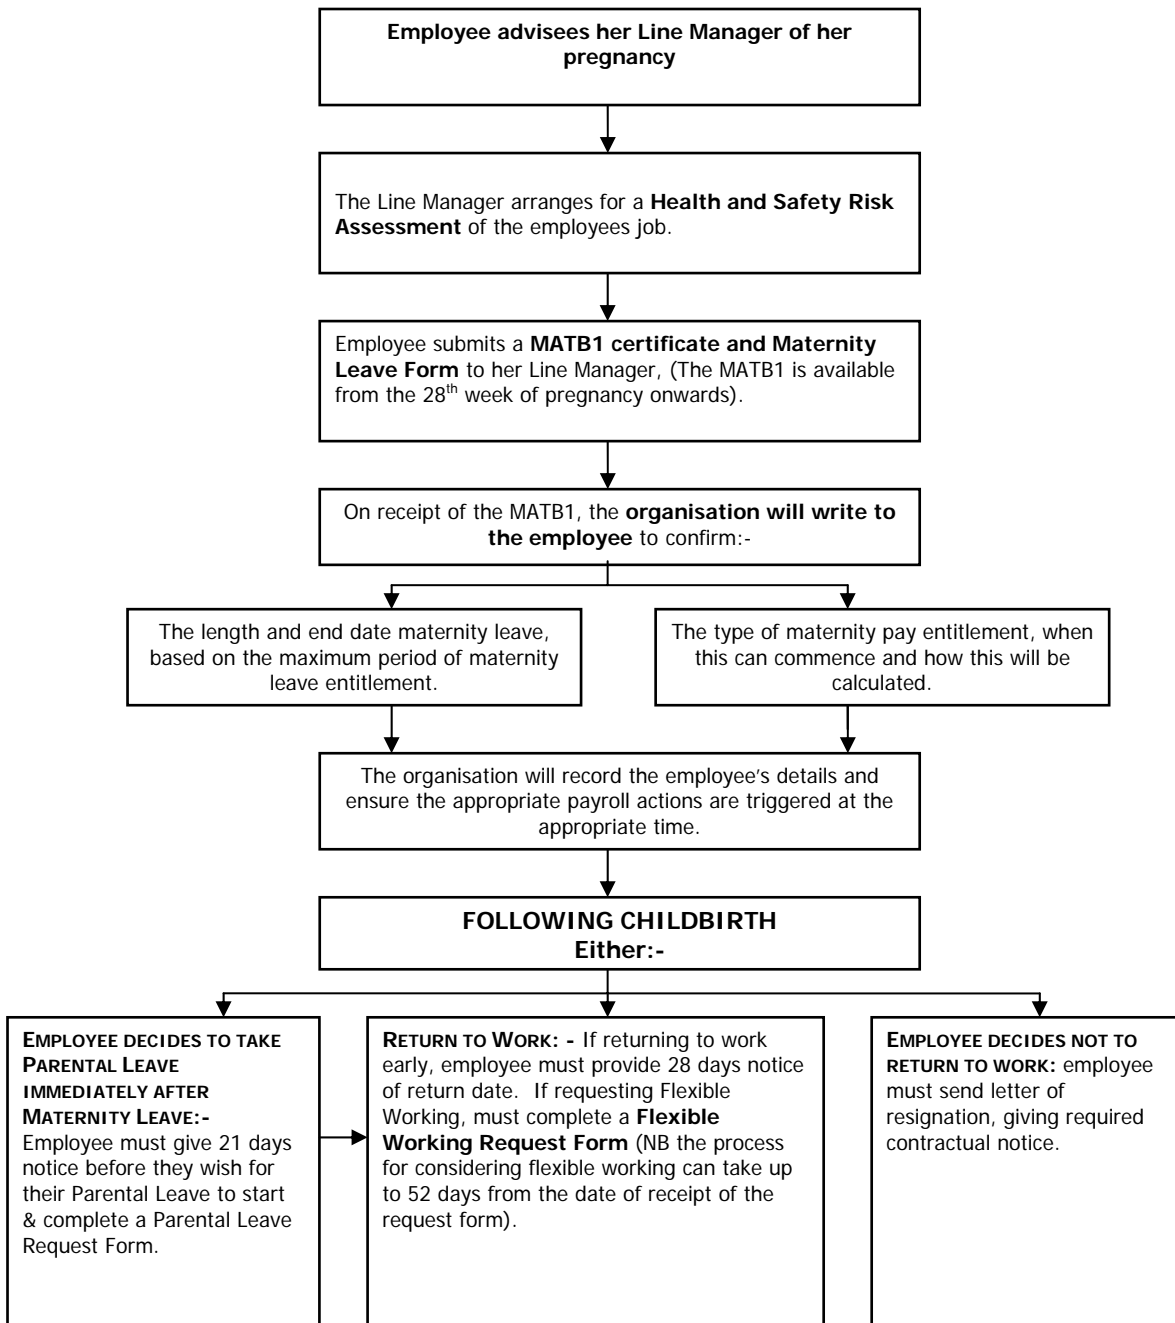 Employee advisees her Line Manager of her
pregnancy
The Line Manager arranges for a Health and Safety Risk
Assessment of the employees job.
Employee submits a MATB1 certificate and Maternity
Leave Form to her Line Manager, (The MATB1 is available
from the 28th week of pregnancy onwards).
On receipt of the MATB1, the organisation will write to
the employee to confirm:-
The length and end date maternity leave,
based on the maximum period of maternity
leave entitlement.
The type of maternity pay entitlement, when
this can commence and how this will be
calculated.
The organisation will record the employee's details and
ensure the appropriate payroll actions are triggered at the
appropriate time.
FOLLOWING CHILDBIRTH
Either:-
EMPLOYEE DECIDES TO TAKE
PARENTAL LEAVE
IMMEDIATELY AFTER
MATERNITY LEAVE:-
Employee must give 21 days
notice before they wish for
their Parental Leave to start
& complete a Parental Leave
Request Form.
RETURN TO WORK: - If returning to work
early, employee must provide 28 days notice
of return date. If requesting Flexible
Working, must complete a Flexible
Working Request Form (NB the process
for considering flexible working can take up
to 52 days from the date of receipt of the
request form).
EMPLOYEE DECIDES NOT TO
RETURN TO WORK: employee
must send letter of
resignation, giving required
contractual notice.